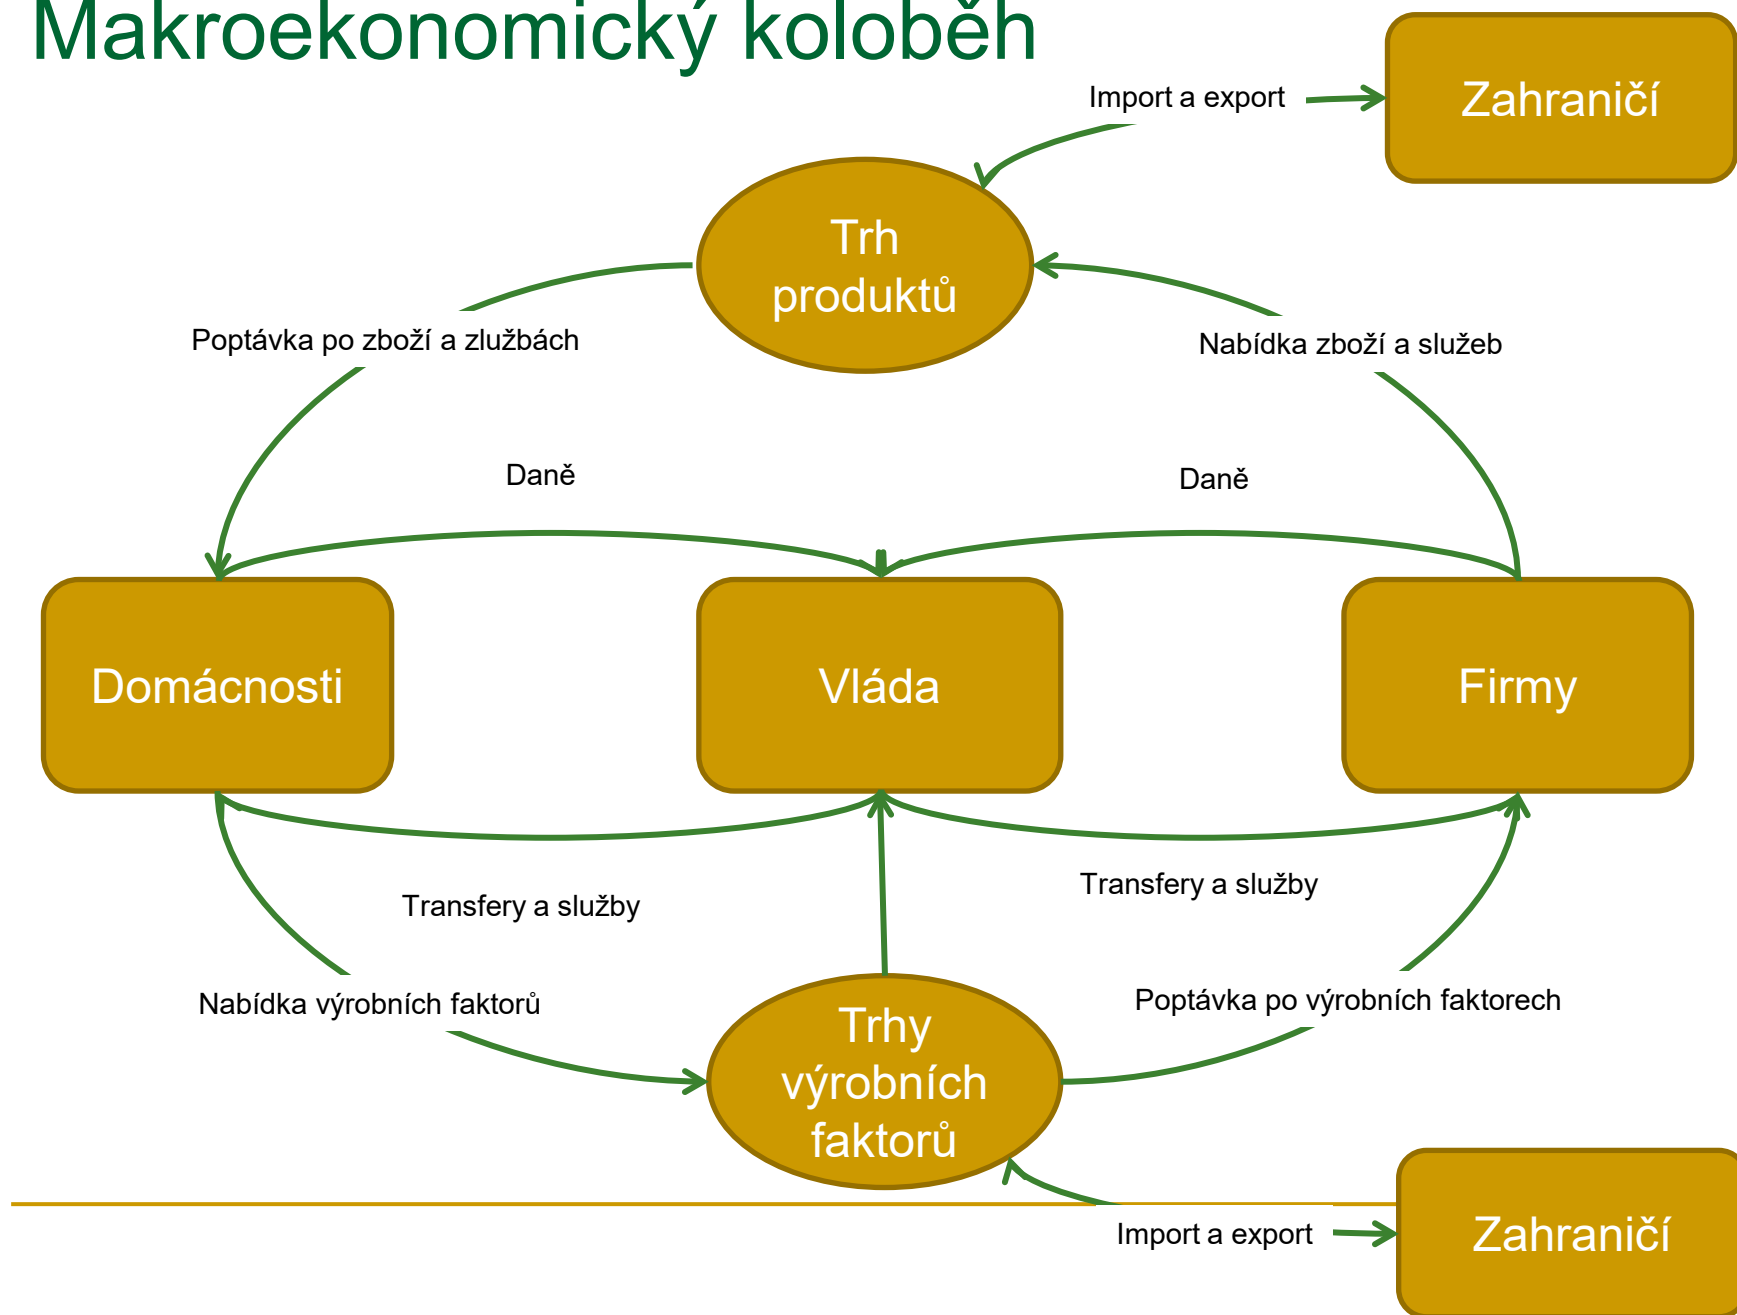 Makroekonomický koloběh
Import a export
Zahraničí
Trh
produktů
Poptávka po zboží a zlužbách
Nabídka zboží a služeb
Daně
Daně
Domácnosti
Vláda
Firmy
Transfery a služby
Transfery a služby
Nabídka výrobních faktorů
Poptávka po výrobních faktorech
Trhy
výrobních
faktorů
Import a export
Zahraničí